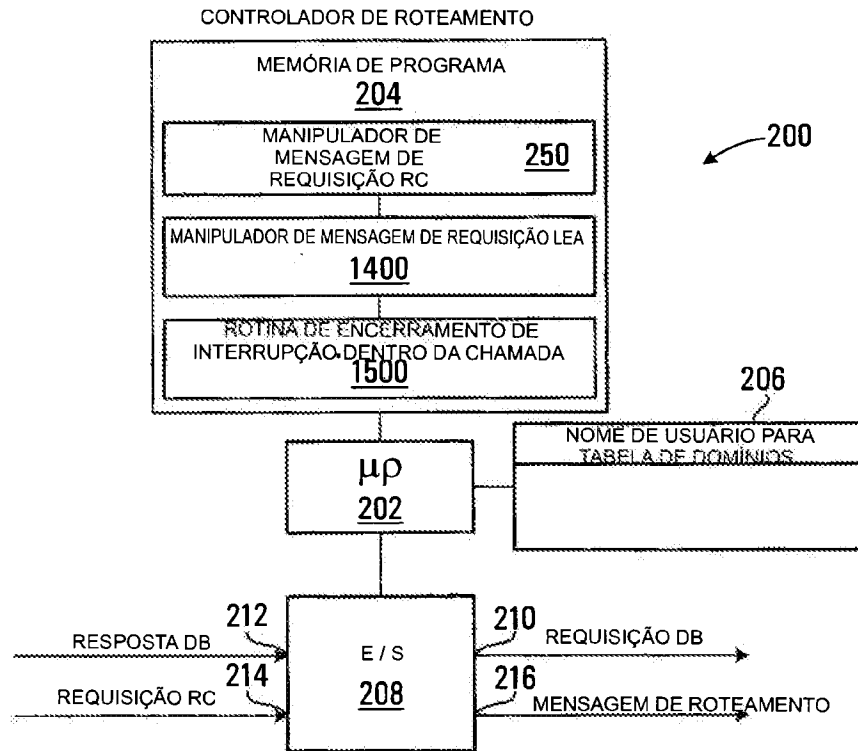 CONTROLADOR DE ROTEAMENTO
MEMÓRIA DE PROGRAMA
204
MANIPULADOR DE
MENSAGEM DE
REQUISIÇÃO RC
250
200
MANIPULADOR DE MENSAGEM DE REQUISIÇÃO LEA
1400
ROTINA DE ENCERRAMENTO DE
INTERRUPÇÃO DENTRO DA CHAMADA
1500
206
NOME DE USUÁRIO PARA
TABELA DE DOMÍNIOS
µρ
202
212
RESPOSTA DB
210
REQUISIÇÃO DB
E / S
208
214
REQUISIÇÃO RC
216
MENSAGEM DE ROTEAMENTO